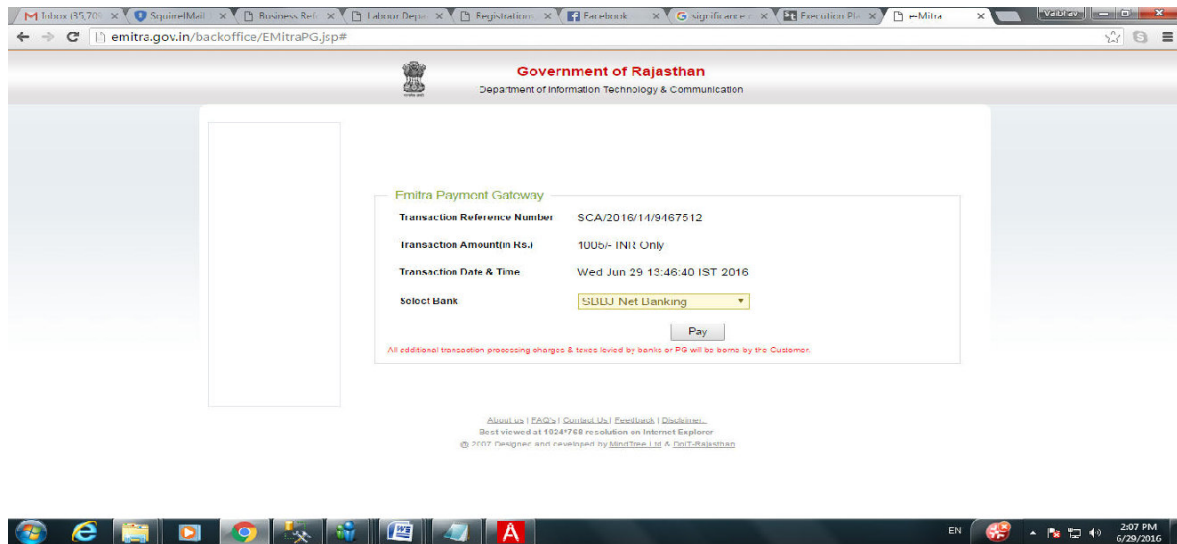 Inbox (35,709
SquirrelMail
Business Refo
Labour Depa
Registration
Facebook
significance
Execution Pla
e-Mitra
Vaibhav
emitra.gov.in/backoffice/EMitraPG.jsp#
Government of Rajasthan
Department of Information Technology & Communication
Emitra Payment Gateway
Transaction Reference Number SCA/2016/14/9467512
Transaction Amount(in Rs.) 1005/- INR Only
Transaction Date & Time Wed Jun 29 13:46:40 IST 2016
Select Bank SBBJ Net Banking
Pay
All additional transaction processing charges & taxes levied by banks or PG will be borne by the Customer.
About us | FAQ's | Contact Us | Feedback | Disclaimer..
Best viewed at 1024*768 resolution on Internet Explorer
@ 2007 Designed and developed by MindTree Ltd & DoIT-Rajasthan
EN
2:07 PM
6/29/2016